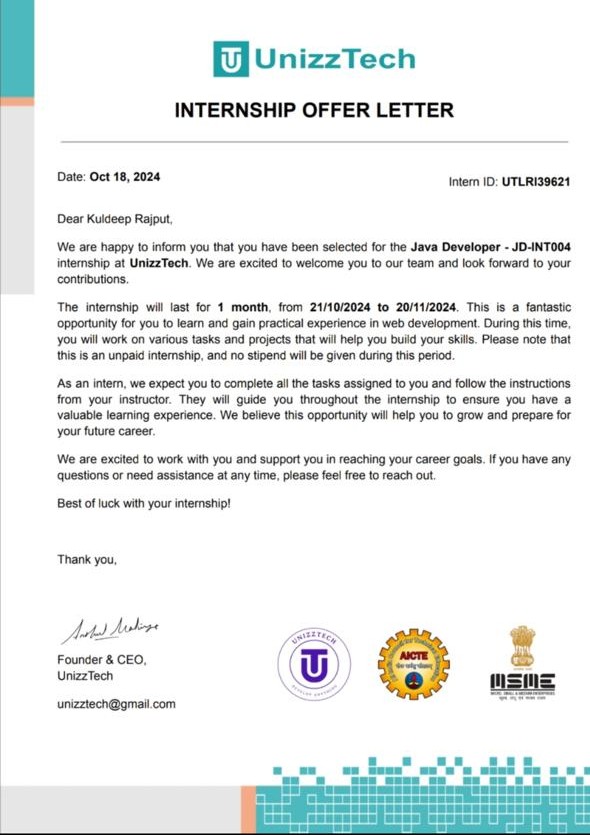 UnizzTech
INTERNSHIP OFFER LETTER
Date: Oct 18, 2024
Intern ID: UTLRI39621
Dear Kuldeep Rajput,
We are happy to inform you that you have been selected for the Java Developer - JD-INT004
internship at UnizzTech. We are excited to welcome you to our team and look forward to your
contributions.
The internship will last for 1 month, from 21/10/2024 to 20/11/2024. This is a fantastic
opportunity for you to learn and gain practical experience in web development. During this time,
you will work on various tasks and projects that will help you build your skills. Please note that
this is an unpaid internship, and no stipend will be given during this period.
As an intern, we expect you to complete all the tasks assigned to you and follow the instructions
from your instructor. They will guide you throughout the internship to ensure you have a
valuable learning experience. We believe this opportunity will help you to grow and prepare for
your future career.
We are excited to work with you and support you in reaching your career goals. If you have any
questions or need assistance at any time, please feel free to reach out.
Best of luck with your internship!
Thank you,
Founder & CEO,
UnizzTech
unizztech@gmail.com
UNIZZTECH
AICTE
MSME
MICRO, SMALL & MEDIUM ENTERPRISES